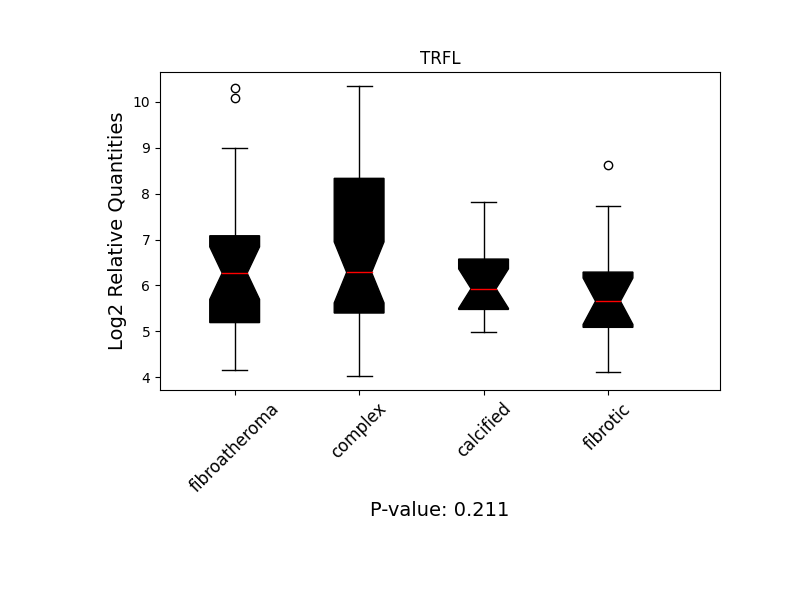 TRFL
Log2 Relative Quantities
10
9
8
7
6
5
4
fibroatheroma
complex
calcified
fibrotic
P-value: 0.211